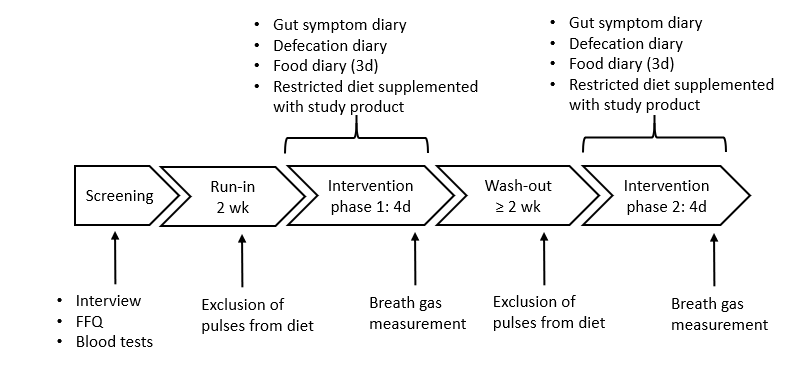 • Gut symptom diary
• Defecation diary
• Food diary (3d)
• Restricted diet supplemented
with study product
• Gut symptom diary
• Defecation diary
• Food diary (3d)
• Restricted diet supplemented
with study product
Screening
Run-in
2 wk
Intervention
phase 1: 4d
Wash-out
≥ 2 wk
Intervention
phase 2: 4d
• Interview
• FFQ
• Blood tests
Exclusion of
pulses from diet
Breath gas
measurement
Exclusion of
pulses from diet
Breath gas
measurement